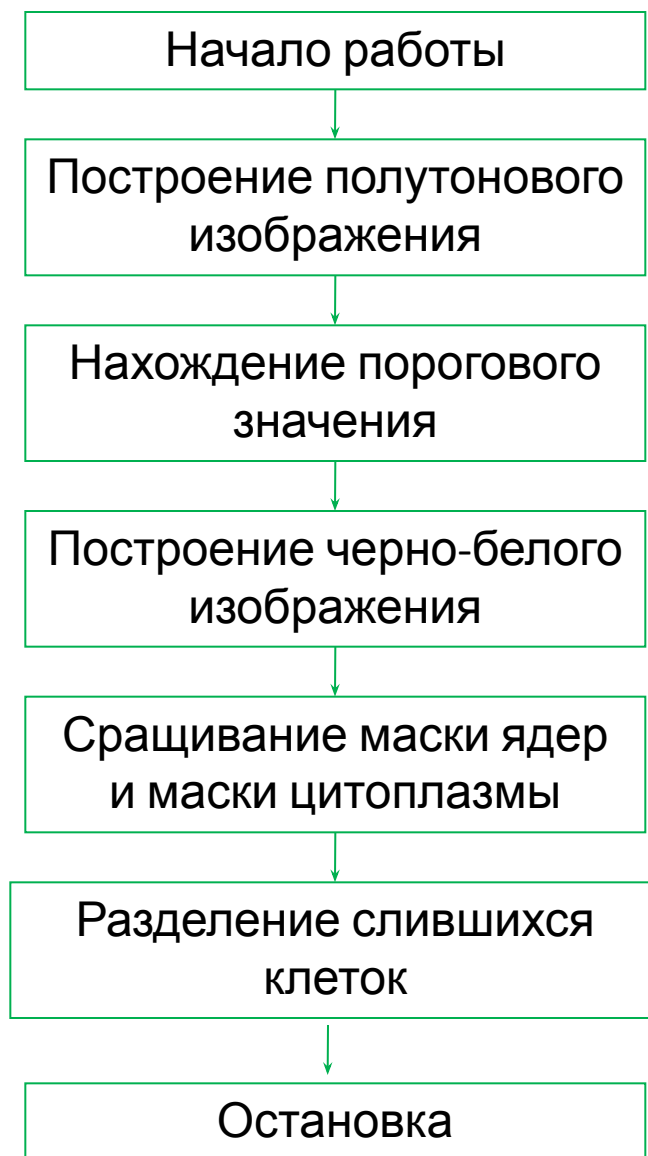 Начало работы
Построение полутонового
изображения
Нахождение порогового
значения
Построение черно-белого
изображения
Сращивание маски ядер
и маски цитоплазмы
Разделение слившихся
клеток
Остановка